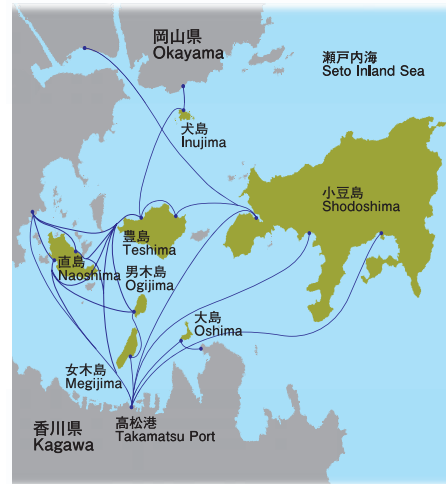 岡山県
Okayama
瀬戸内海
Seto Inland Sea
犬島
Inujima
小豆島
Shodoshima
豊島
Teshima
直島
Naoshima
男木島
Ogijima
大島
Oshima
女木島
Megijima
香川県
Kagawa
高松港
Takamatsu Port